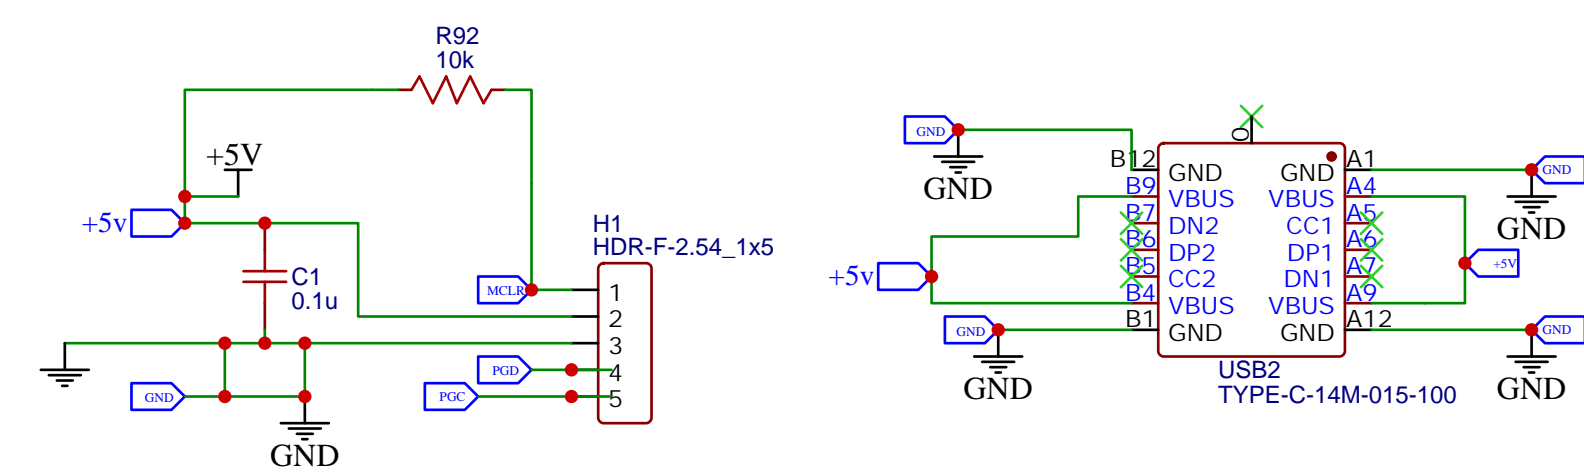 R92
10k
+5V
+5v
C1
0.1u
GND
GND
MCLR
PGD
PGC
H1
HDR-F-2.54_1x5
1
2
3
4
5
GND
GND
+5v
GND
GND
0
B12 GND GND A1
B9 VBUS VBUS A4
B7 DN2 CC1 A5
B6 DP2 DP1 A6
B5 CC2 DN1 A7
B4 VBUS VBUS A9
B1 GND GND A12
USB2
TYPE-C-14M-015-100
GND
GND
+5V
GND
GND